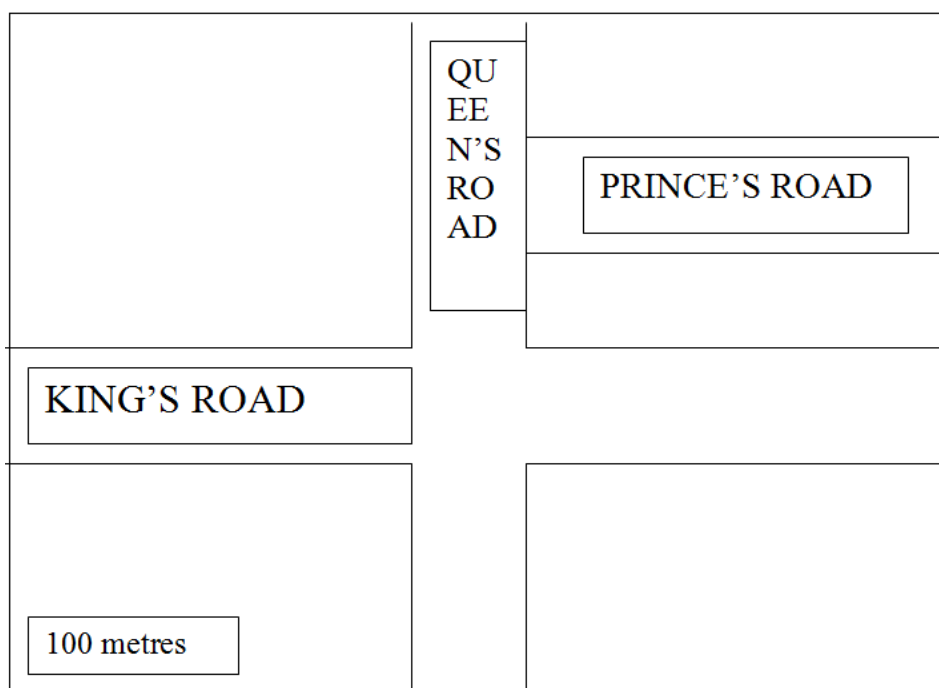 QU
EE
N’S
RO
AD
PRINCE’S ROAD
KING’S ROAD
100 metres